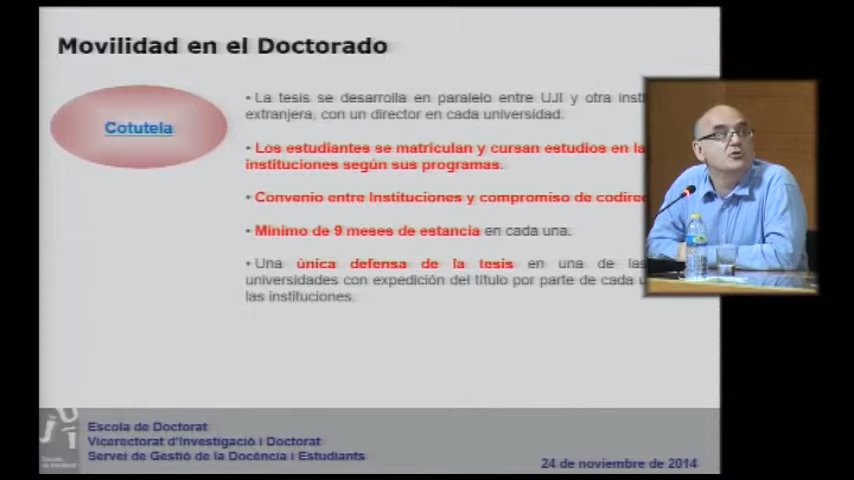 Movilidad en el Doctorado
Cotutela
• La tesis se desarrolla en paralelo entre UJI y otra
extranjera, con un director en cada universidad.
• Los estudiantes se matriculan y cursan estudios en
instituciones según sus programas.
• Convenio entre Instituciones y compromiso de
• Mínimo de 9 meses de estancia en cada una.
• Una única defensa de la tesis en una de las
universidades con expedición del título por parte de cada
las instituciones.
Escola de Doctorat
Vicerectorat d'Investigació i Doctorat
Servei de Gestió de la Docència i Estudiants
24 de noviembre de 2014